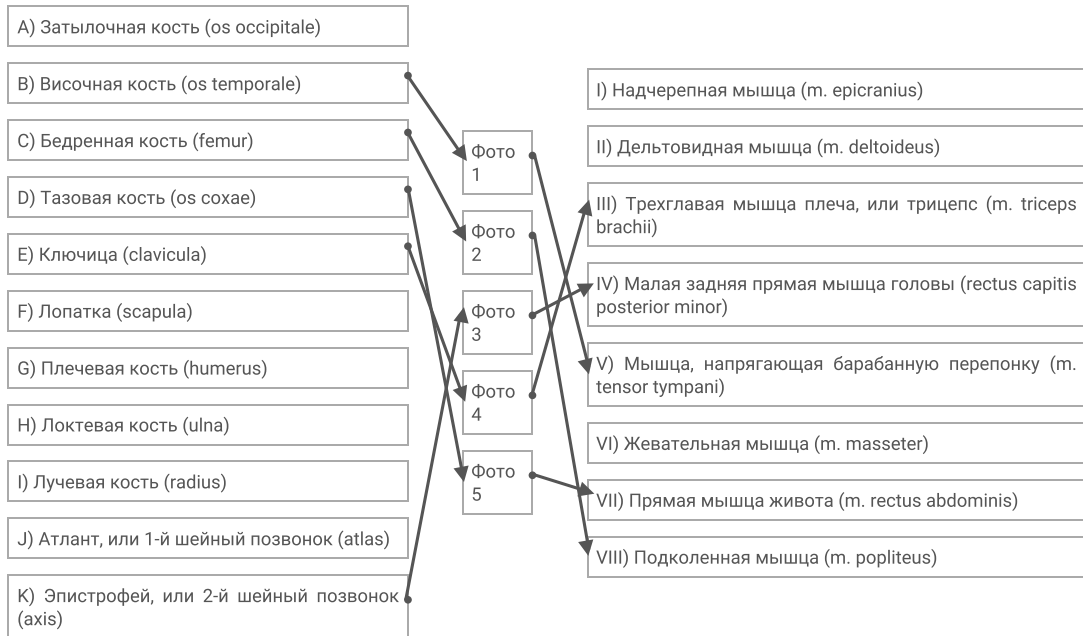 A) Затылочная кость (os occipitale)
B) Височная кость (os temporale)
C) Бедренная кость (femur)
D) Тазовая кость (os coxae)
E) Ключица (clavicula)
F) Лопатка (scapula)
G) Плечевая кость (humerus)
H) Локтевая кость (ulna)
I) Лучевая кость (radius)
J) Атлант, или 1-й шейный позвонок (atlas)
K) Эпистрофей, или 2-й шейный позвонок
(axis)
Фото
1
Фото
2
Фото
3
Фото
4
Фото
5
I) Надчерепная мышца (m. epicranius)
II) Дельтовидная мышца (m. deltoideus)
III) Трехглавая мышца плеча, или трицепс (m. triceps
brachii)
IV) Малая задняя прямая мышца головы (rectus capitis
posterior minor)
V) Мышца, напрягающая барабанную перепонку (m.
tensor tympani)
VI) Жевательная мышца (m. masseter)
VII) Прямая мышца живота (m. rectus abdominis)
VIII) Подколенная мышца (m. popliteus)